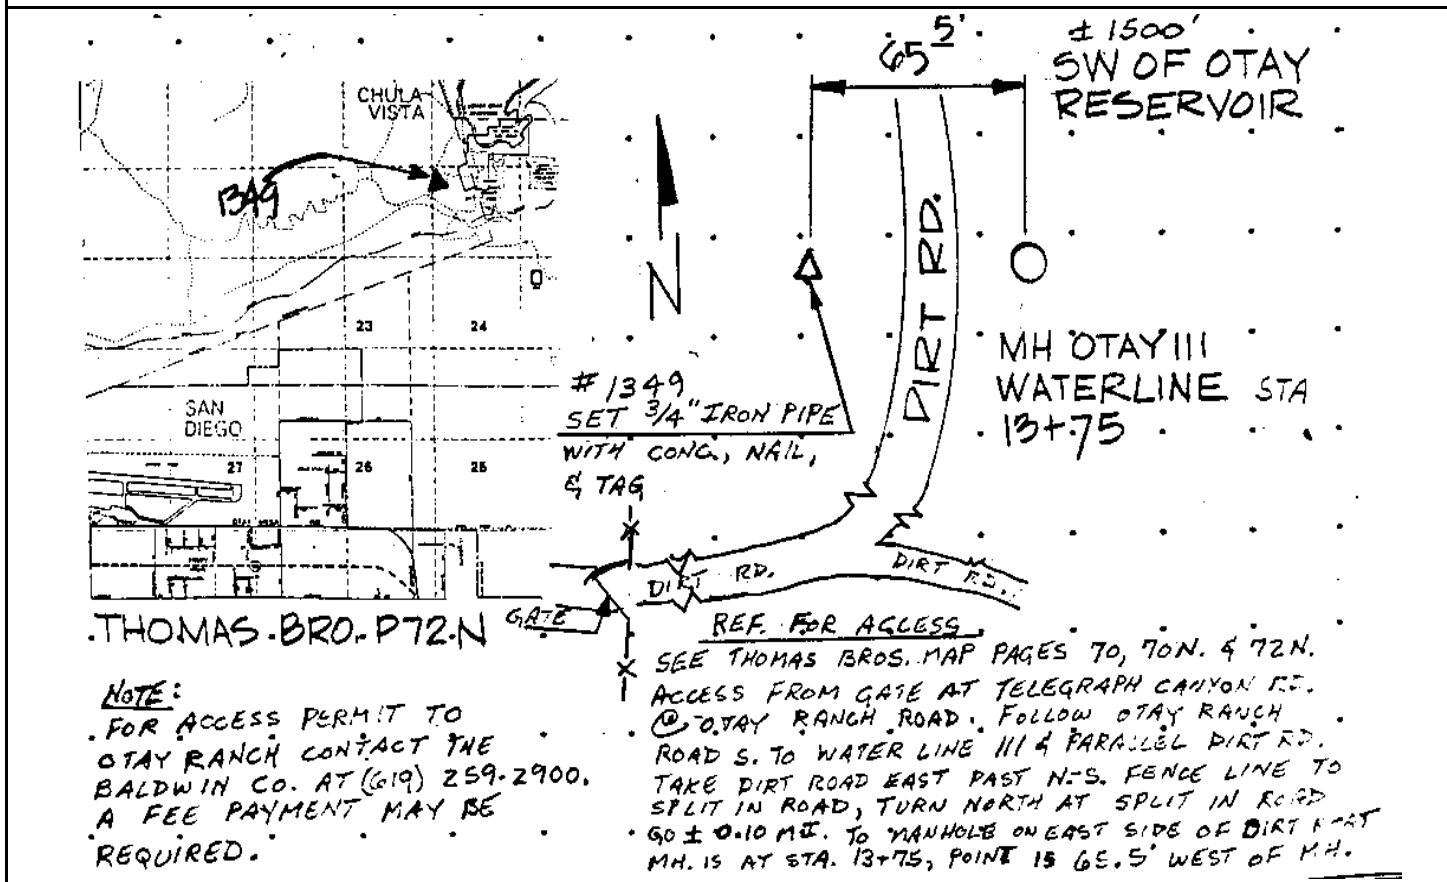 ± 1500'
SW OF OTAY
RESERVOIR
65 5'
CHULA
VISTA
1349
N
DIRT RD.
23
24
MH OTAY III
WATERLINE STA
13+75
# 1349
SET 3/4" IRON PIPE
WITH CONC., NAIL,
& TAG
SAN
DIEGO
27
26
25
DIRT RD.
DIRT RD.
GATE
THOMAS BRO. P72 N
NOTE:
FOR ACCESS PERMIT TO
OTAY RANCH CONTACT THE
BALDWIN CO. AT (619) 259-2900.
A FEE PAYMENT MAY BE
REQUIRED.
REF. FOR ACCESS
SEE THOMAS BROS. MAP PAGES 70, 70N. & 72N.
ACCESS FROM GATE AT TELEGRAPH CANYON RD.
@ OTAY RANCH ROAD. FOLLOW OTAY RANCH
ROAD S. TO WATER LINE III & PARALLEL DIRT RD.
TAKE DIRT ROAD EAST PAST N.-S. FENCE LINE TO
SPLIT IN ROAD, TURN NORTH AT SPLIT IN ROAD
GO ± 0.10 MI. TO MANHOLE ON EAST SIDE OF DIRT
MH. IS AT STA. 13+75, POINT IS 65.5' WEST OF MH.